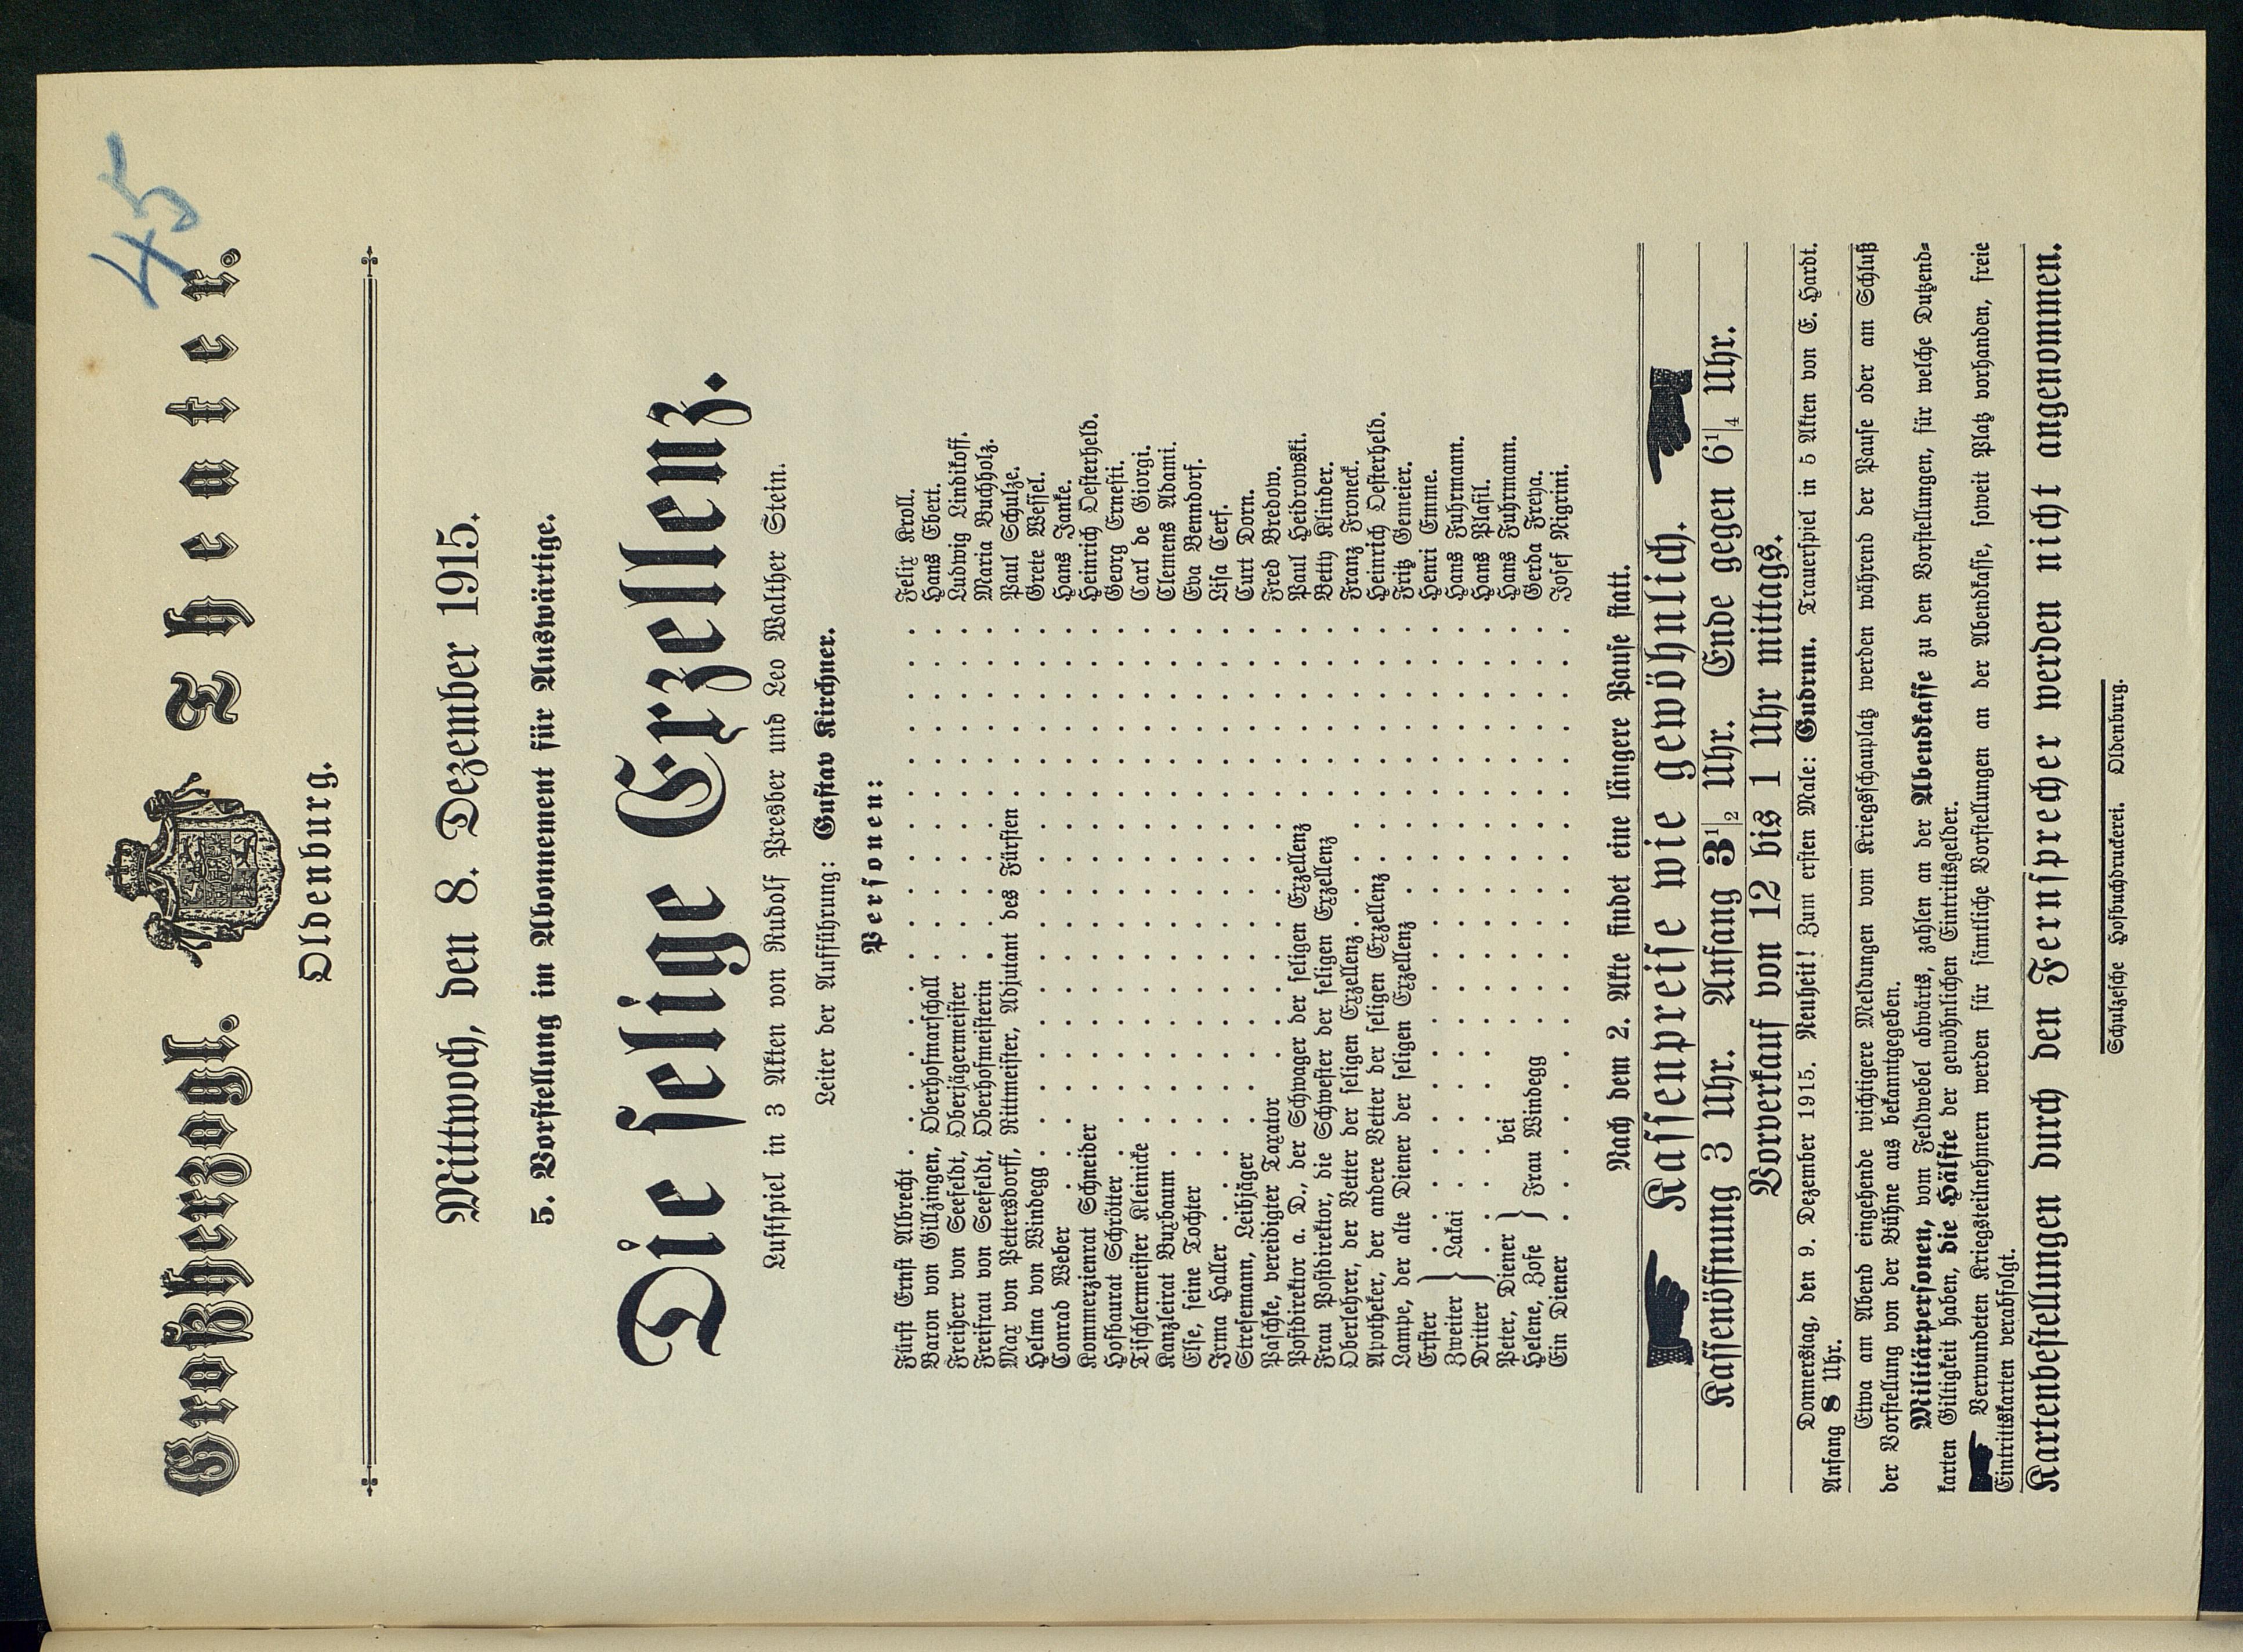 45
Großherzogl. Theater.
Oldenburg.
Mittwoch, den 8. Dezember 1915.
5. Vorstellung im Abonnement für Auswärtige.
Die selige Exzellenz.
Lustspiel in 3 Akten von Rudolf Presber und Leo Walther Stein.
Leiter der Aufführung: Gustav Kirchner.
Personen:
Fürst Ernst Albrecht . . . . . . . . . Felix Kroll.
Baron von Gillzingen, Oberhofmarschall . . . . . . . . . Hans Ebert.
Freiherr von Seefeldt, Oberjägermeister . . . . . . . . . Ludwig Lindikoff.
Freifrau von Seefeldt, Oberhofmeisterin . . . . . . . . . Maria Buchholz.
Max von Pettersdorff, Rittmeister, Adjutant des Fürsten . . . . . . Paul Schulze.
Helma von Windegg . . . . . . . . . Grete Wessel.
Conrad Weber . . . . . . . . . Hans Janke.
Kommerzienrat Schneider . . . . . . . . . Heinrich Oesterheld.
Hofbaurat Schrötter . . . . . . . . . Georg Ernesti.
Tischlermeister Kleinicke . . . . . . . . . Carl de Giorgi.
Kanzleirat Buxbaum . . . . . . . . . Clemens Adami.
Else, seine Tochter . . . . . . . . . Eva Benndorf.
Irma Haller . . . . . . . . . Lisa Cerf.
Stresemann, Leibjäger . . . . . . . . . Curt Dorn.
Paschke, vereidigter Taxator . . . . . . . . . Fred Bredow.
Postdirektor a. D., der Schwager der seligen Exzellenz . . . . . . Paul Heidrowski.
Frau Postdirektor, die Schwester der seligen Exzellenz . . . . . . Betty Klinder.
Oberlehrer, der Vetter der seligen Exzellenz . . . . . . . . . Franz Froneck.
Apotheker, der andere Vetter der seligen Exzellenz . . . . . . . Heinrich Oesterheld.
Lampe, der alte Diener der seligen Exzellenz . . . . . . . . . Fritz Gemeier.
Erster . . . . . . . . . Henri Emme.
Zweiter } Lakai . . . . . . . . . Hans Fuhrmann.
Dritter . . . . . . . . . Hans Plasil.
Peter, Diener } bei . . . . . . . . . Hans Fuhrmann.
Helene, Zofe } Frau Windegg . . . . . . . . . Gerda Freya.
Ein Diener . . . . . . . . . Josef Nigrini.
Nach dem 2. Akte findet eine längere Pause statt.
Kassenpreise wie gewöhnlich.
Kassenöffnung 3 Uhr. Anfang 3 1/2 Uhr. Ende gegen 6 1/4 Uhr.
Vorverkauf von 12 bis 1 Uhr mittags.
Donnerstag, den 9. Dezember 1915. Neuheit! Zum ersten Male: Gudrun. Trauerspiel in 5 Akten von E. Hardt.
Anfang 8 Uhr.
Etwa am Abend eingehende wichtigere Meldungen vom Kriegsschauplatz werden während der Pause oder am Schluß
der Vorstellung von der Bühne aus bekanntgegeben.
Militärpersonen, vom Feldwebel abwärts, zahlen an der Abendkasse zu den Vorstellungen, für welche Dutzend-
karten Giltigkeit haben, die Hälfte der gewöhnlichen Eintrittsgelder.
Verwundeten Kriegsteilnehmern werden für sämtliche Vorstellungen an der Abendkasse, soweit Platz vorhanden, freie
Eintrittskarten verabfolgt.
Kartenbestellungen durch den Fernsprecher werden nicht angenommen.
Schulzesche Hofbuchdruckerei. Oldenburg.